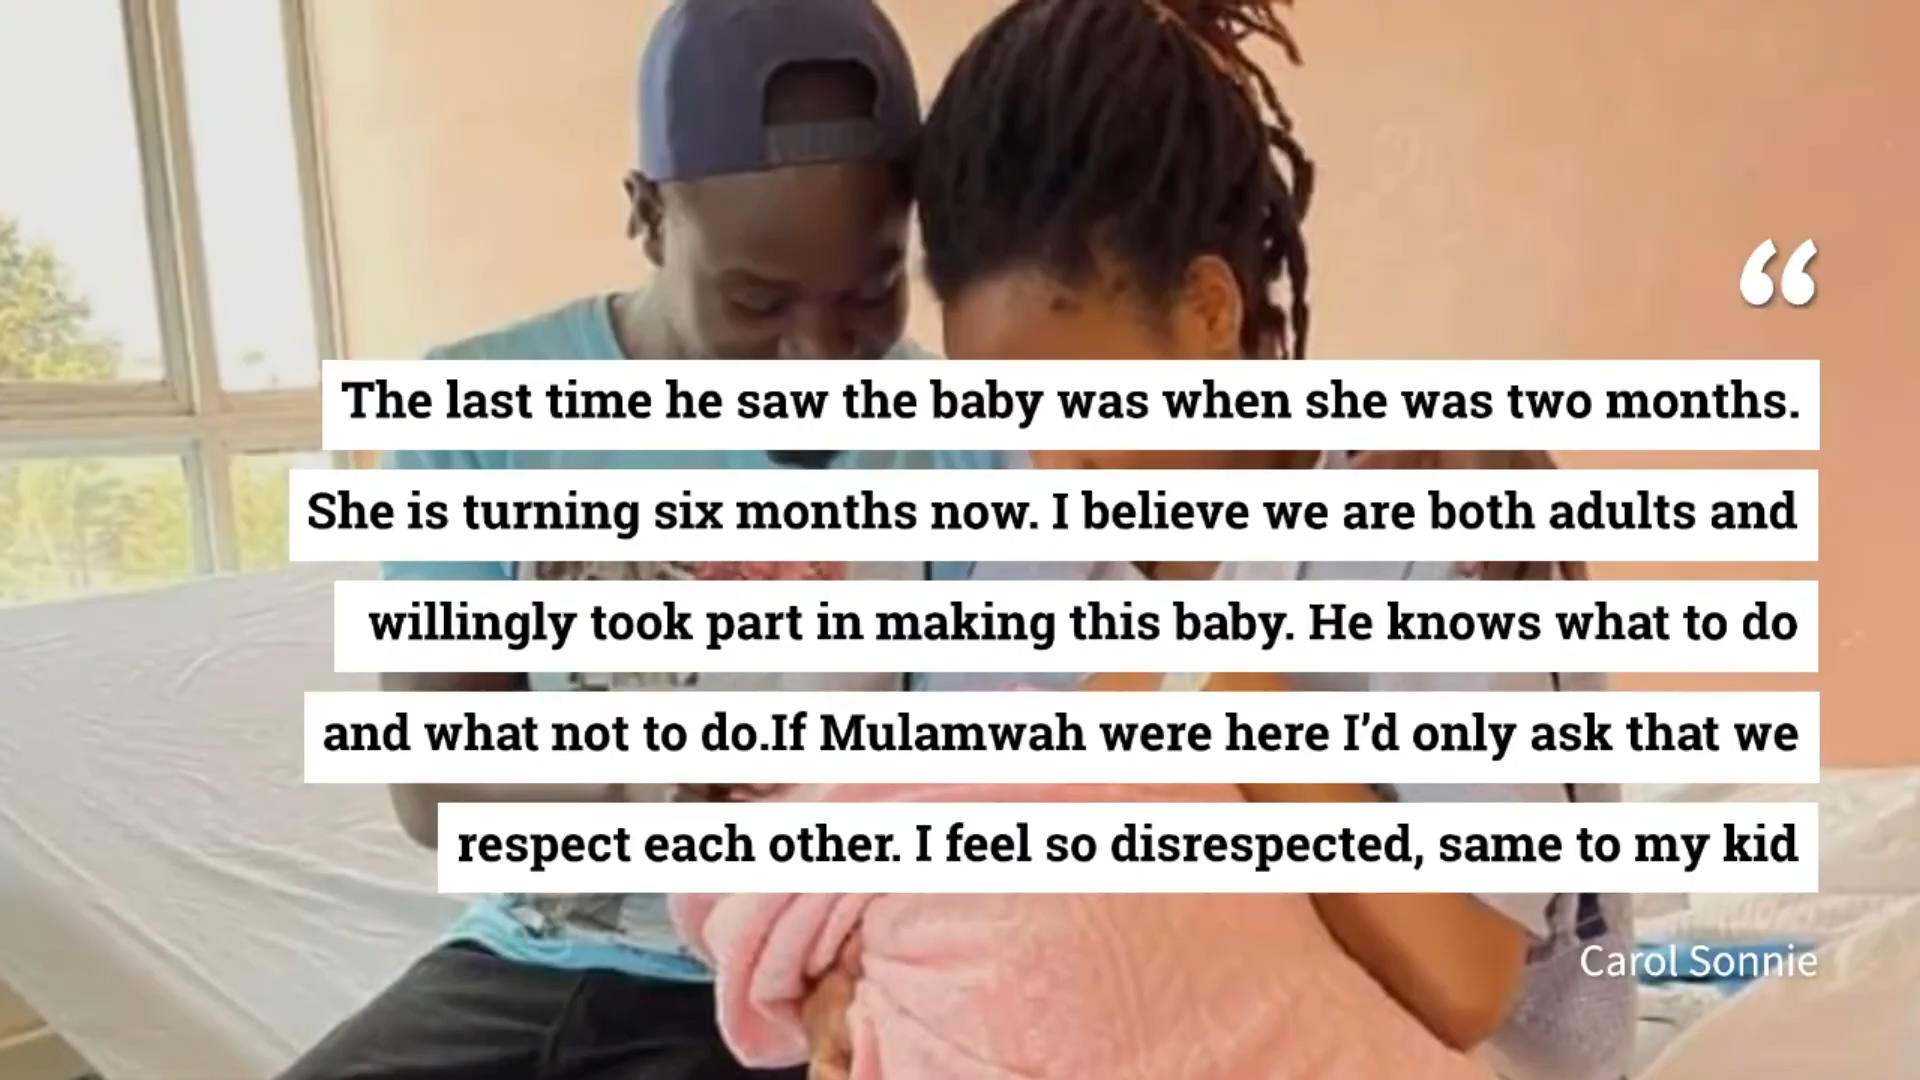 “
The last time he saw the baby was when she was two months.
She is turning six months now. I believe we are both adults and
willingly took part in making this baby. He knows what to do
and what not to do.If Mulamwah were here I’d only ask that we
respect each other. I feel so disrespected, same to my kid
Carol Sonnie